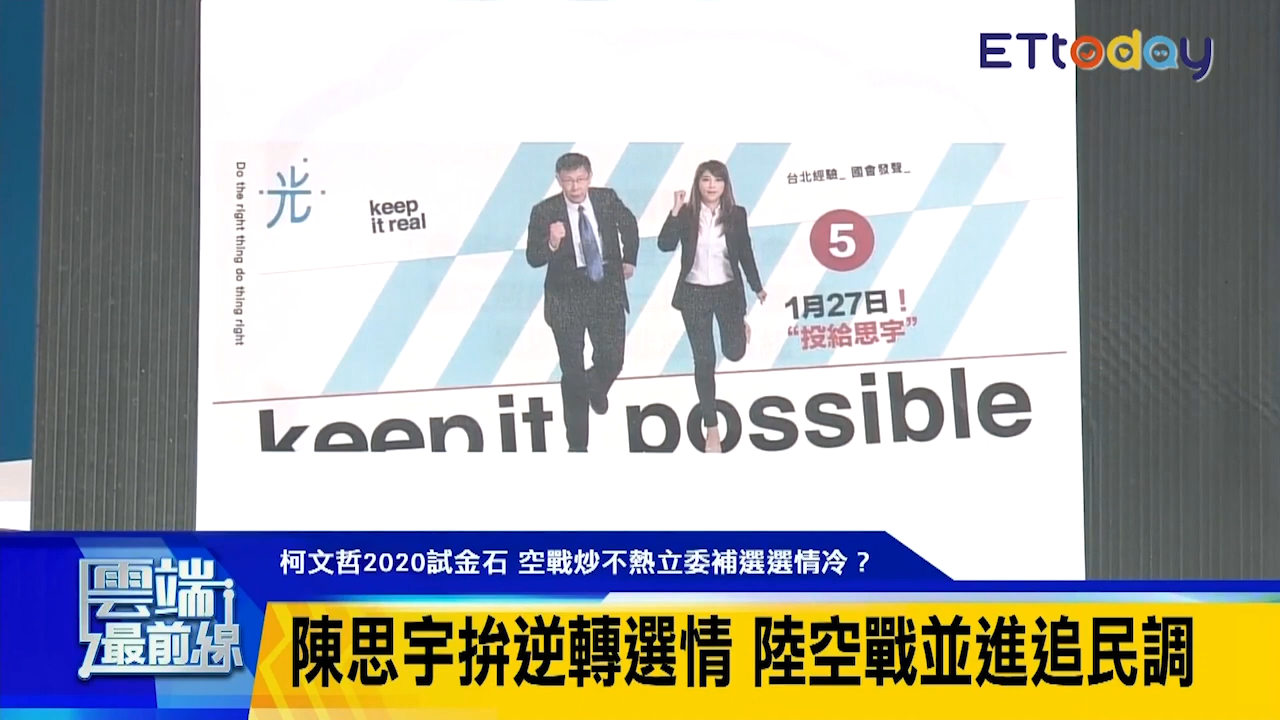 ETtoday
Do the right thing do thing right
光
keep
it real
台北經驗_ 國會發聲_
5
1月27日！
“投給思宇”
keep it possible
柯文哲2020試金石 空戰炒不熱立委補選選情冷？
雲端
最前線
陳思宇拚逆轉選情 陸空戰並進追民調